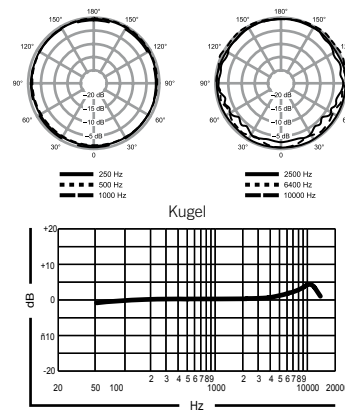 180° 180°
150° 150° 150° 150°
120° 120° 120°
90° 90° 90°
60° 60° 60°
30° 30° 30° 30°
0 0
–20 dB –20 dB
–15 dB –15 dB
–10 dB –10 dB
–5 dB –5 dB
250 Hz 2500 Hz
500 Hz 6400 Hz
1000 Hz 10000 Hz
Kugel
+20
+10
dB 0
ñ10
-20
20 50 100 2 3 4 5 6 7 8 9 1000 2 3 4 5 6 7 8 9 10000 20000
Hz